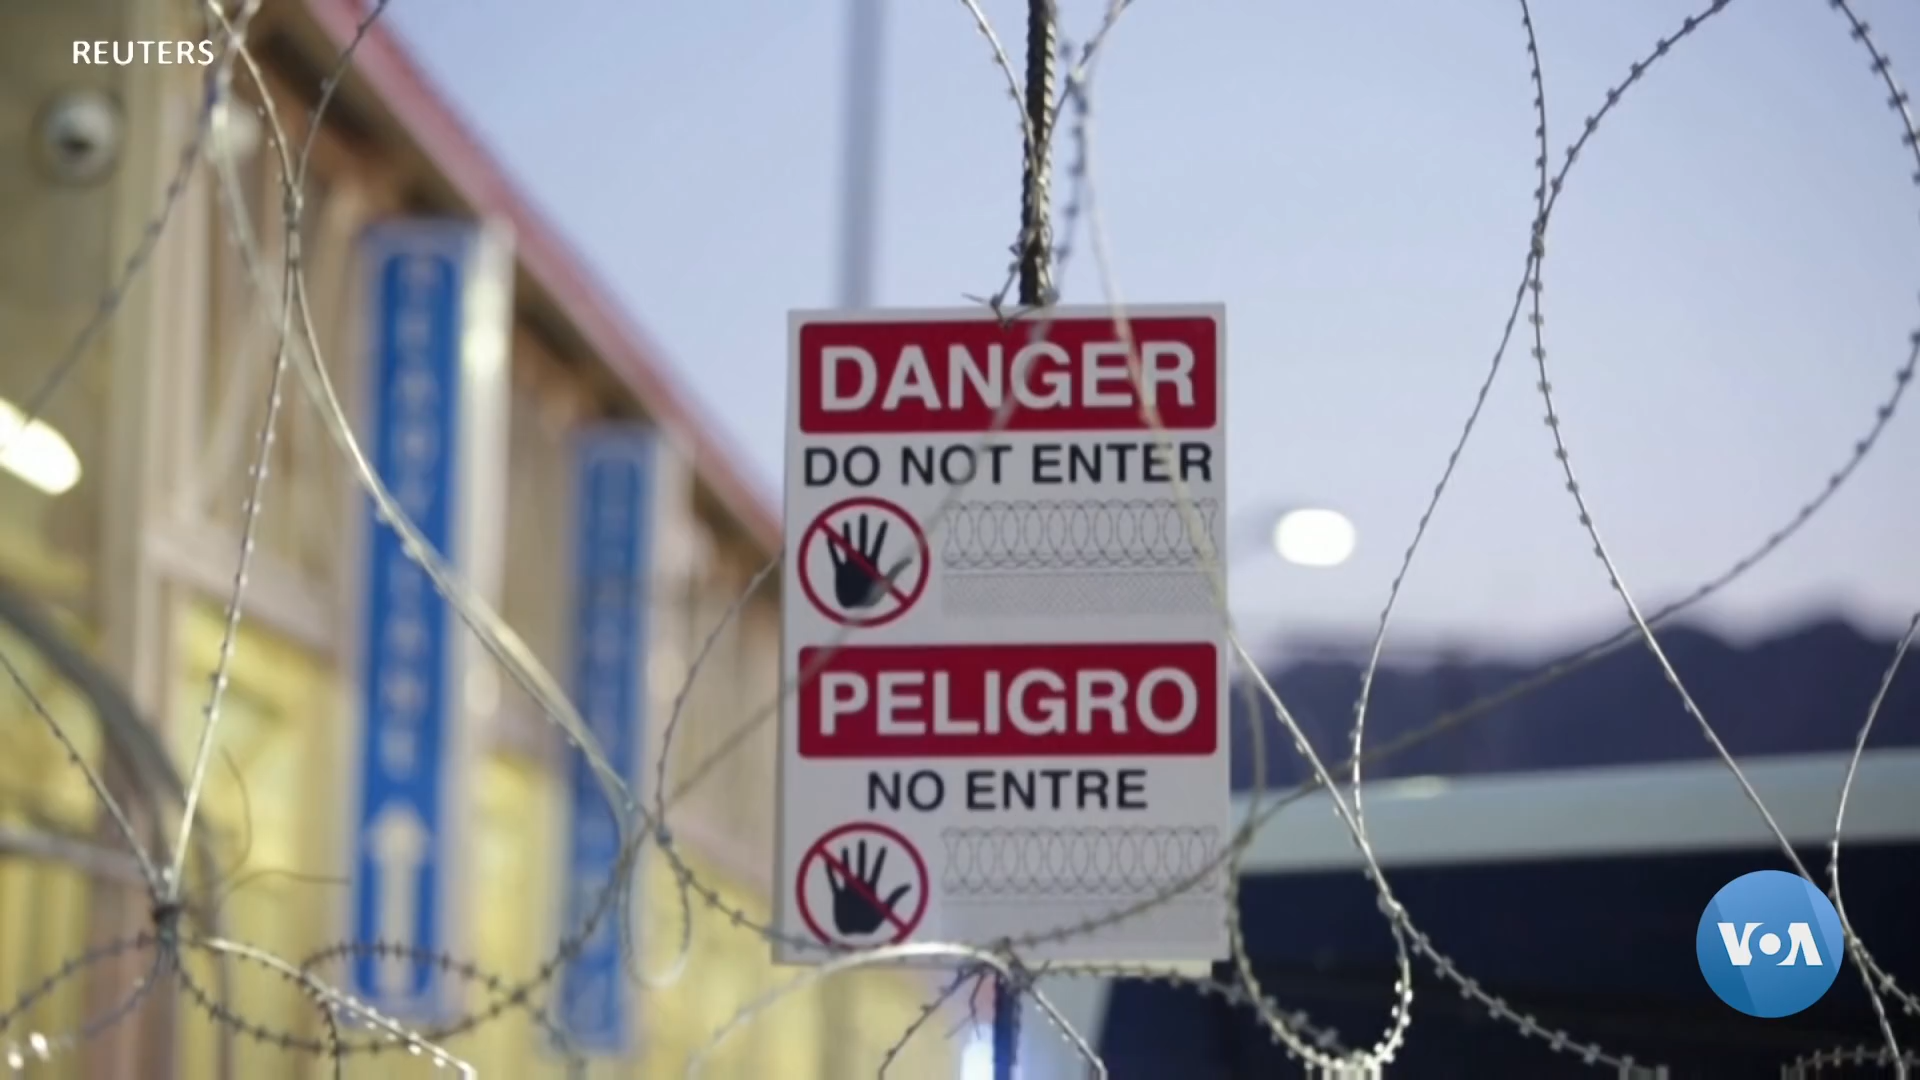 REUTERS
DANGER
DO NOT ENTER
PELIGRO
NO ENTRE
VOA